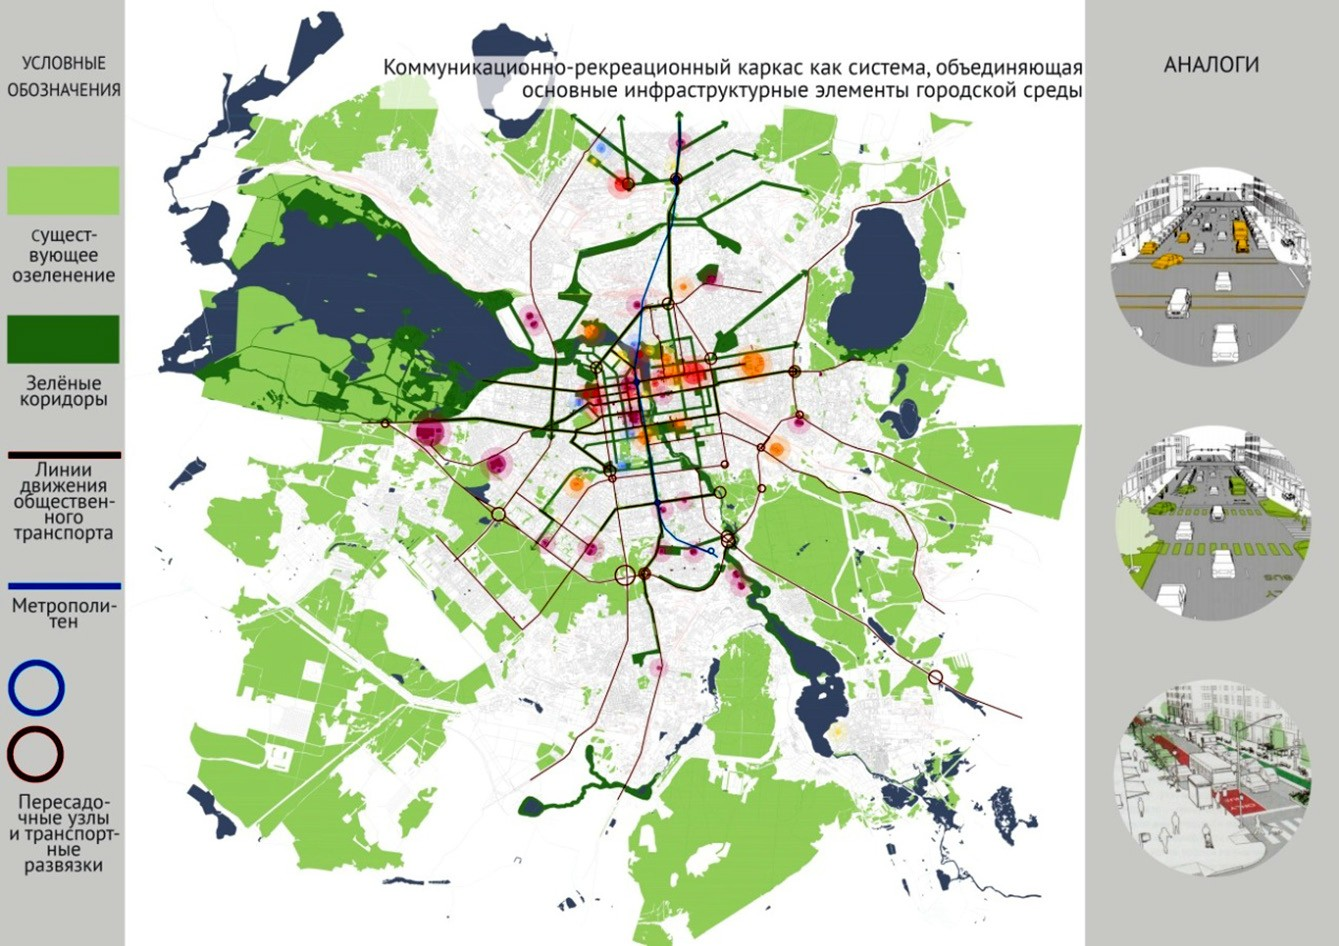 Коммуникационно-рекреационный каркас как система, объединяющая
основные инфраструктурные элементы городской среды
УСЛОВНЫЕ
ОБОЗНАЧЕНИЯ
Сущест-
вующее
озеленение
Зелёные
коридоры
Линии
движения
обществен-
ного
транспорта
Метрополи-
тен
Пересадо-
чные узлы
и транспорт-
ные
развязки
АНАЛОГИ